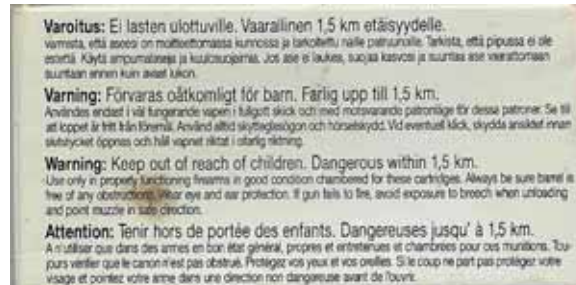 Varoitus: Ei lasten ulottuville. Vaarallinen 1,5 km etäisyydelle.
varmista, että aseesi on moitteettomassa kunnossa ja tarkoitettu näille patruunoille. Tarkista, että pipussa ei ole
esteitä. Käytä ampumalaseja ja kuulosuojaimia. Jos ase ei laukea, suojaa kasvosi ja suuntaa ase vaarattomaan
suuntaan ennen kuin avaat lukon.
Varning: Förvaras oåtkomligt för barn. Farlig upp till 1,5 km.
Användes endast i väl fungerande vapen i fullgott skick och med motsvarande patronläge för dessa patroner. Se till
att loppet är fritt från föremål. Använd alltid skytteglasögon och hörselskydd. Vid eventuell klick, skydda ansiktet innan
slutstycket öppnas och håll vapnet riktat i ofarlig riktning.
Warning: Keep out of reach of children. Dangerous within 1,5 km.
Use only in properly functioning firearms in good condition chambered for these cartridges. Always be sure barrel is
free of any obstructions. Wear eye and ear protection. If gun fails to fire, avoid exposure to breech when unloading
and point muzzle in safe direction.
Attention: Tenir hors de portée des enfants. Dangereuses jusqu' à 1,5 km.
A n'utiliser que dans des armes en bon état général, propres et entretenues et chambrées pour ces munitions. Tou-
jours vérifier que le canon n'est pas obstrué. Protégez vos yeux et vos oreilles. Si le coup ne part pas protéger votre
visage et pointez votre arme dans une direction non dangereuse avant de l'ouvrir.